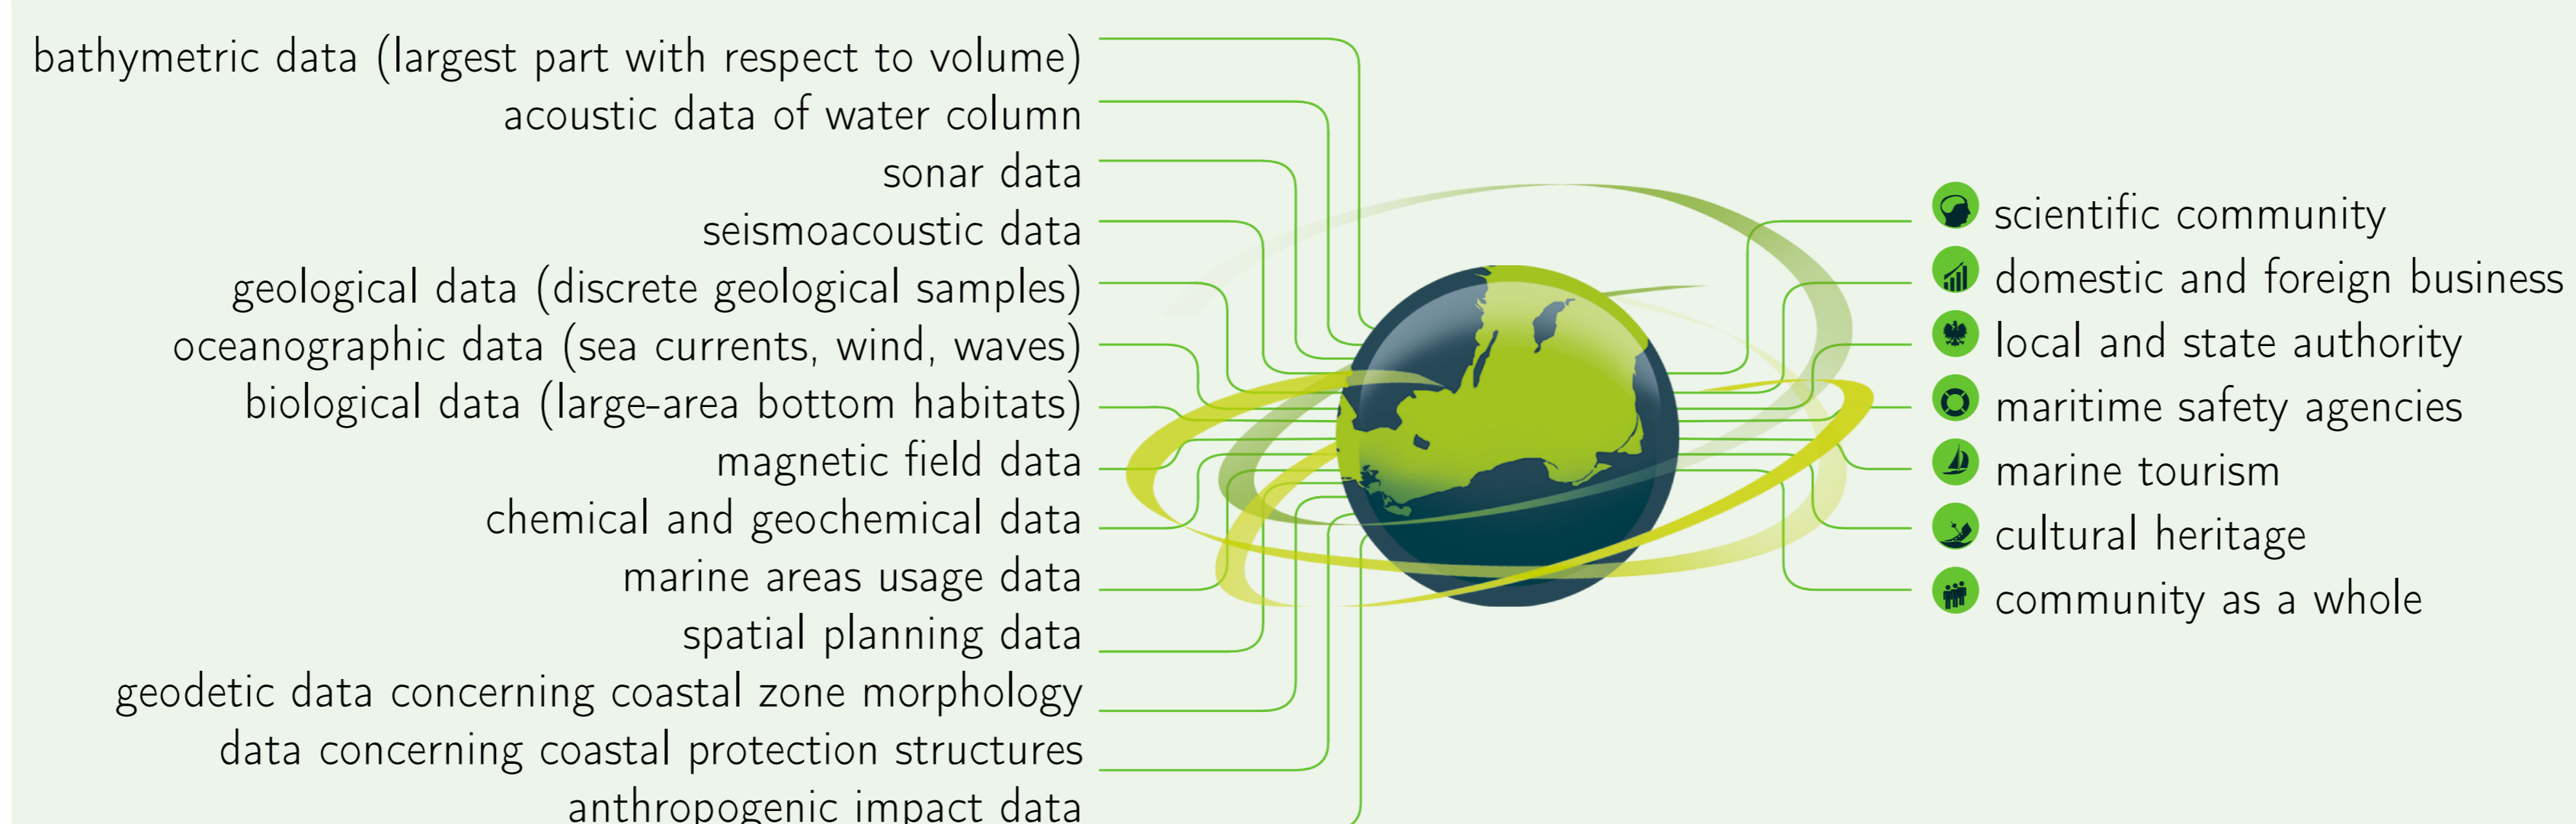 bathymetric data (largest part with respect to volume)
acoustic data of water column
sonar data
seismoacoustic data
geological data (discrete geological samples)
oceanographic data (sea currents, wind, waves)
biological data (large-area bottom habitats)
magnetic field data
chemical and geochemical data
marine areas usage data
spatial planning data
geodetic data concerning coastal zone morphology
data concerning coastal protection structures
anthropogenic impact data
scientific community
domestic and foreign business
local and state authority
maritime safety agencies
marine tourism
cultural heritage
community as a whole